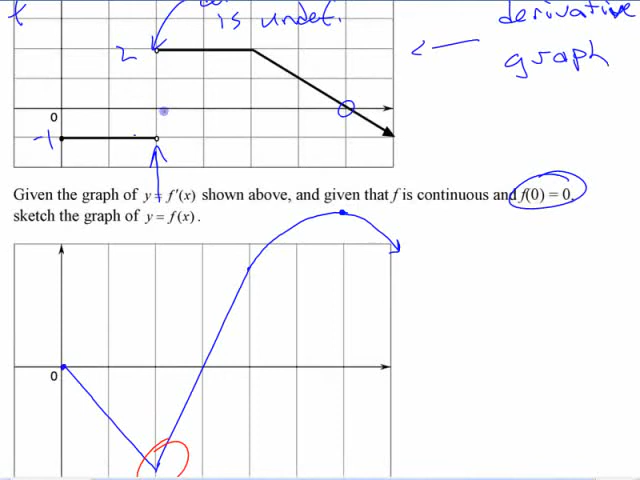 is undef.
derivative
graph
2
0
-1
Given the graph of y = f'(x) shown above, and given that f is continuous and f(0) = 0,
sketch the graph of y = f(x).
0